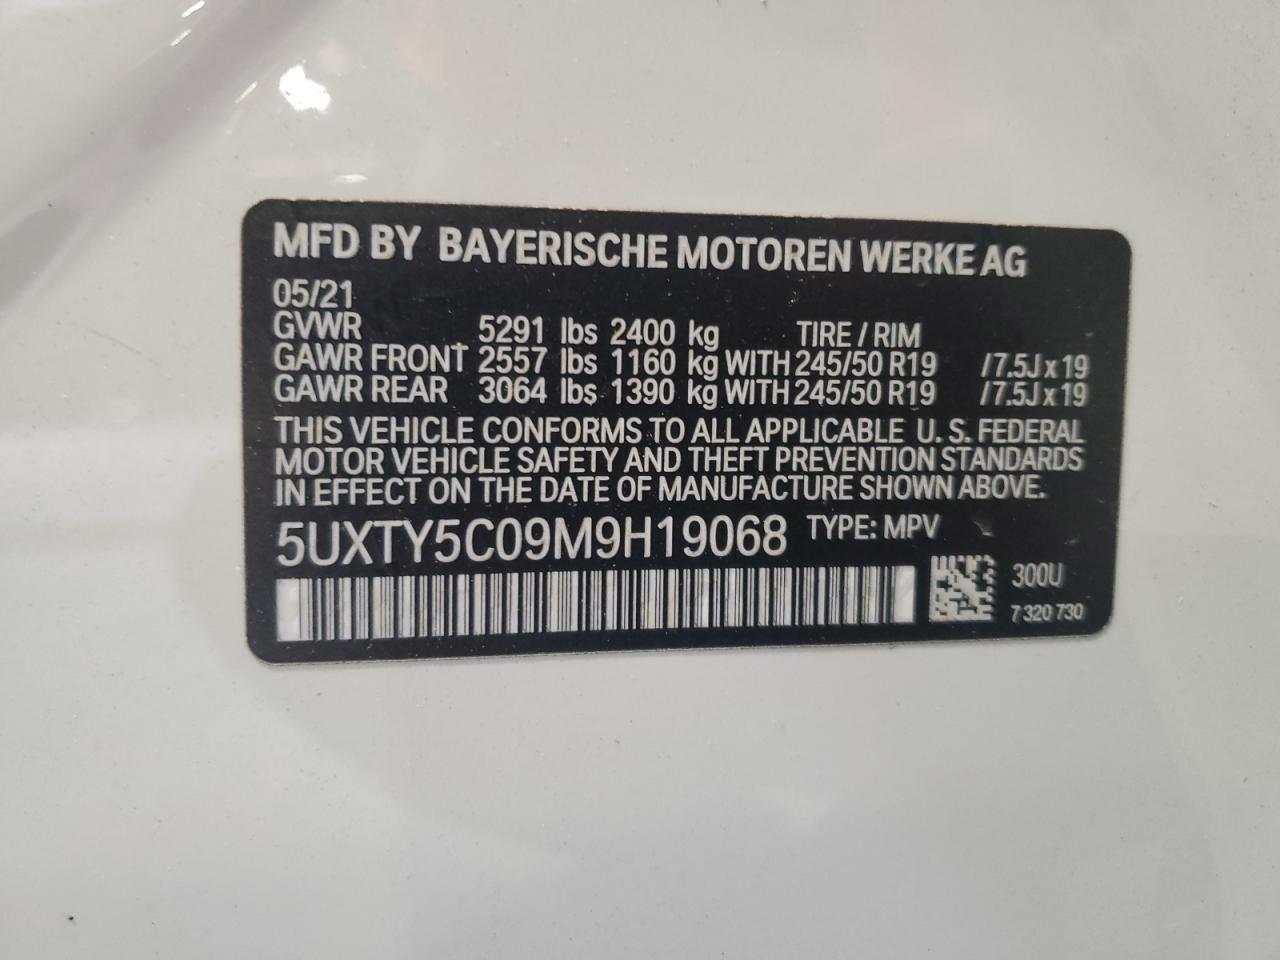 MFD BY BAYERISCHE MOTOREN WERKE AG
05/21
GVWR 5291 lbs 2400 kg TIRE / RIM
GAWR FRONT 2557 lbs 1160 kg WITH 245/50 R19 /7.5J x 19
GAWR REAR 3064 lbs 1390 kg WITH 245/50 R19 /7.5J x 19
THIS VEHICLE CONFORMS TO ALL APPLICABLE U. S. FEDERAL
MOTOR VEHICLE SAFETY AND THEFT PREVENTION STANDARDS
IN EFFECT ON THE DATE OF MANUFACTURE SHOWN ABOVE.
5UXTY5C09M9H19068 TYPE: MPV
300U
7 320 730